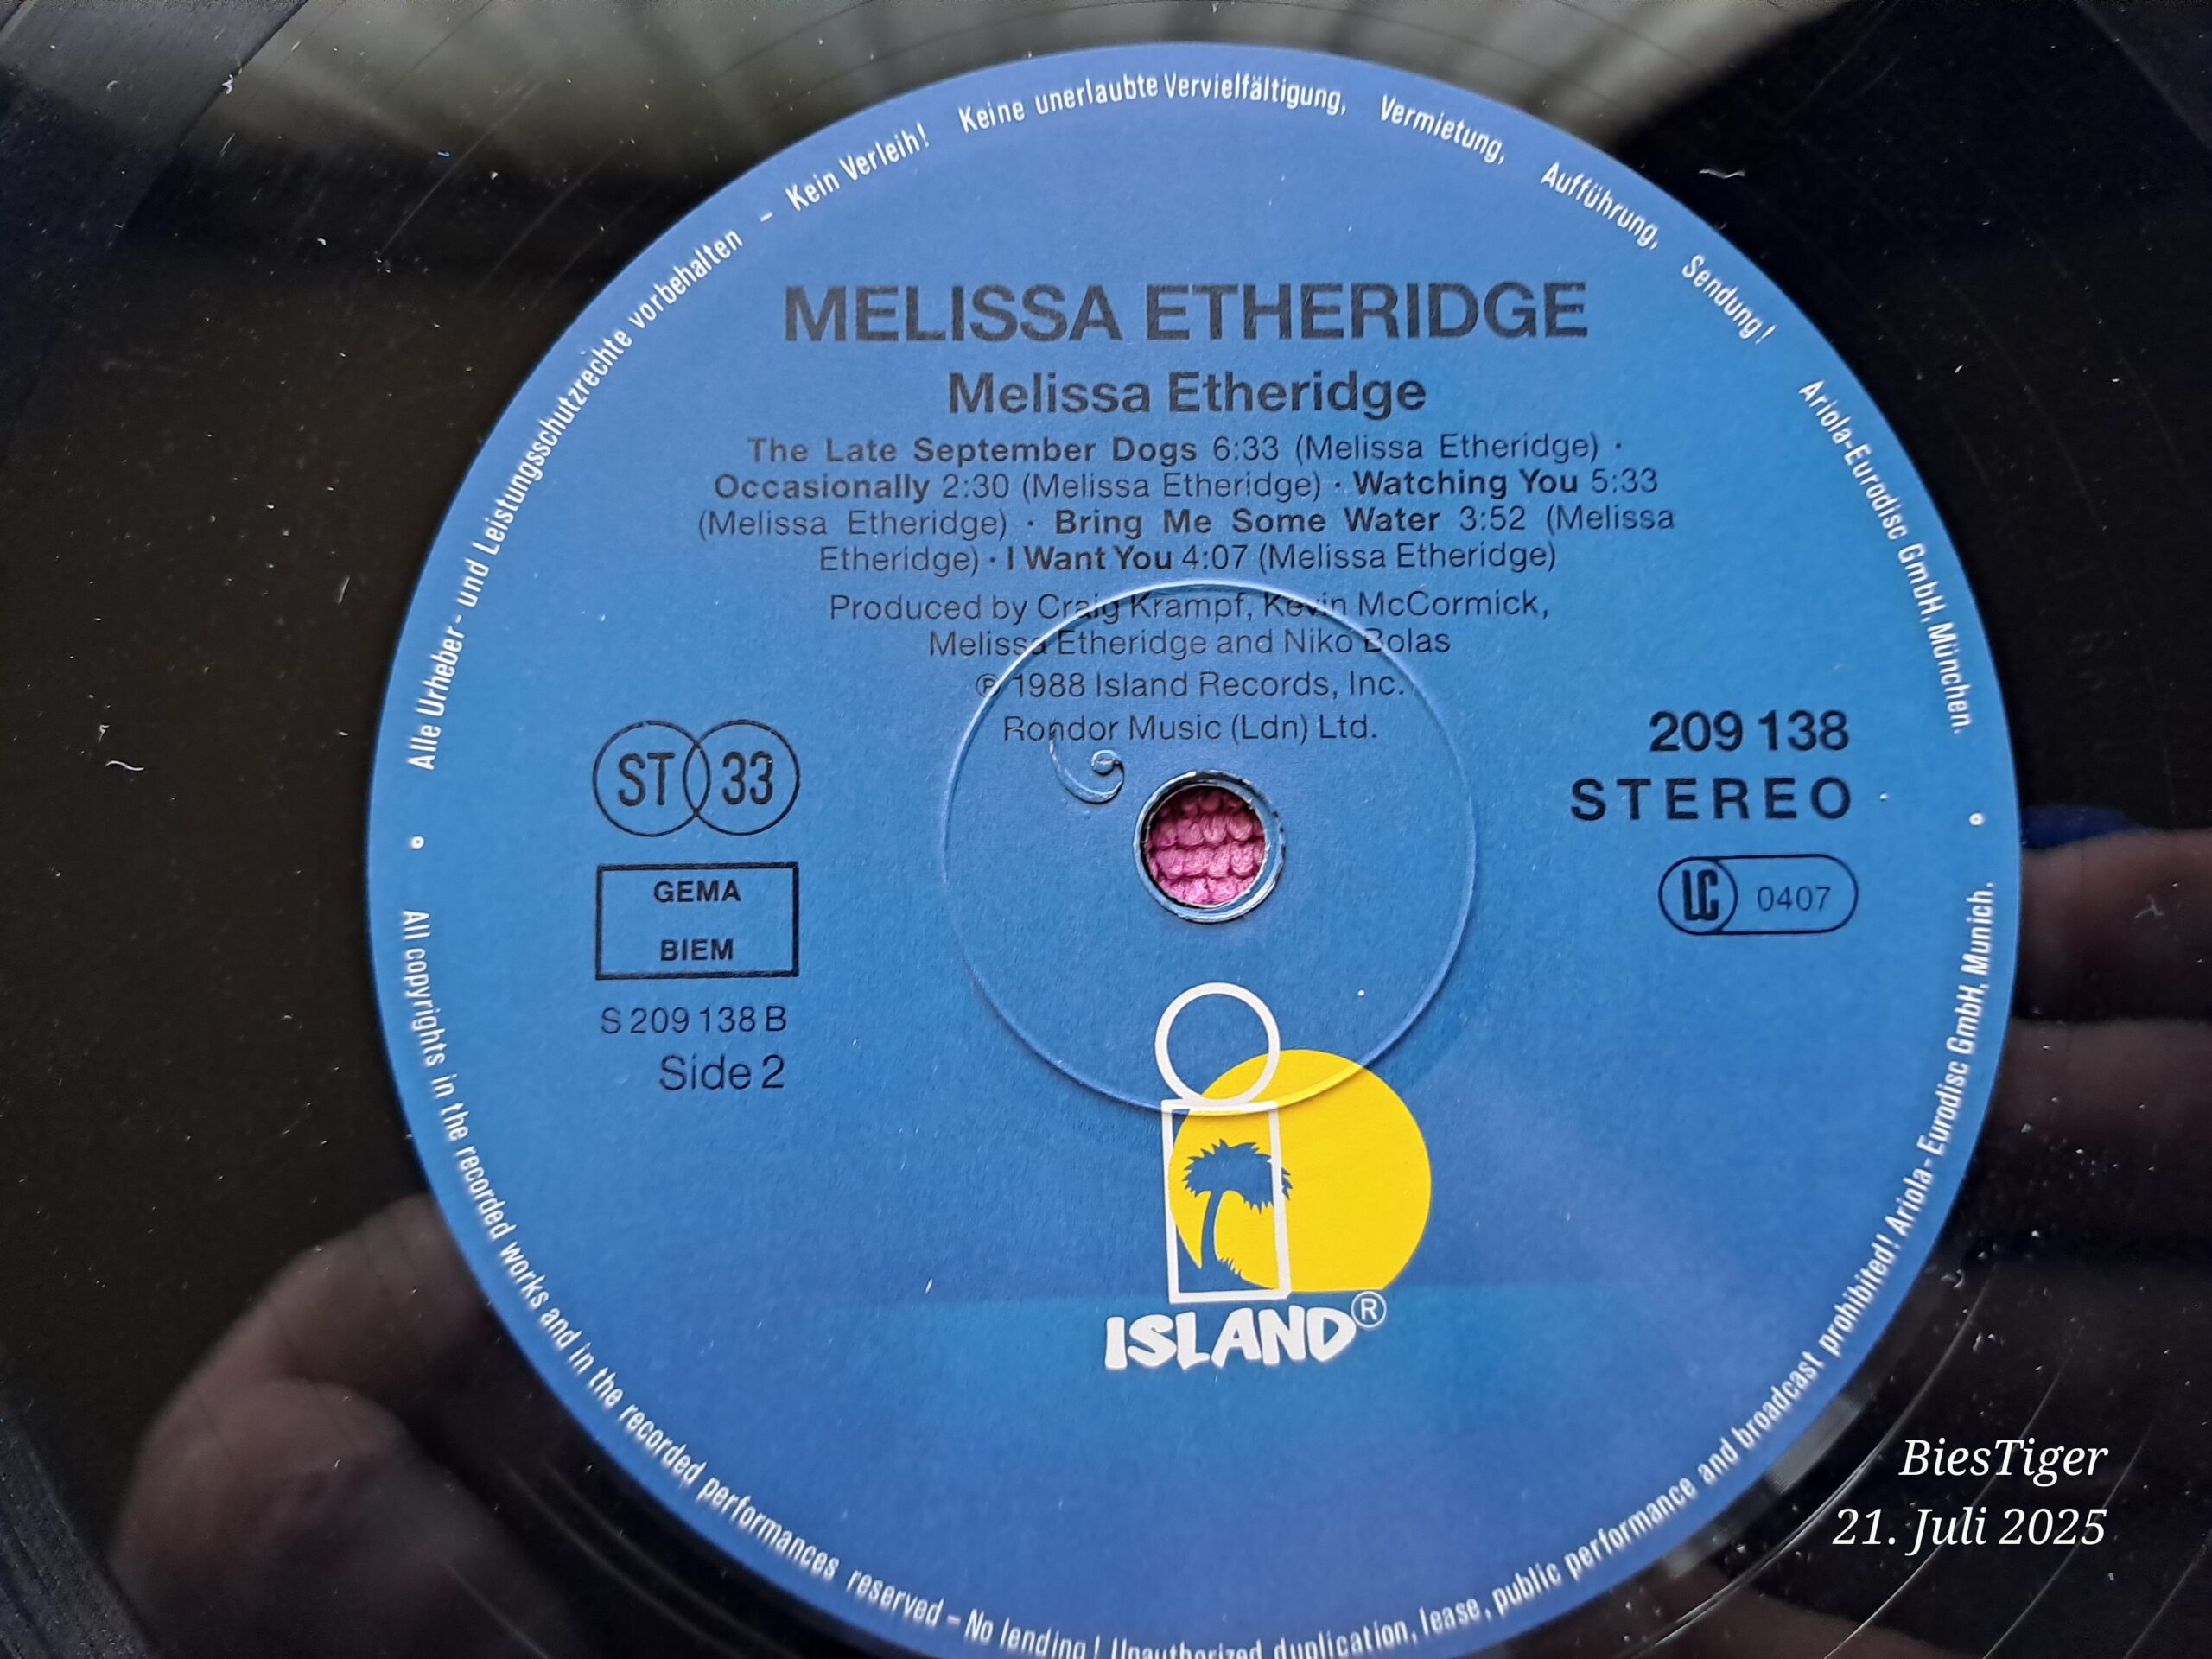 Alle Urheber- und Leistungsschutzrechte vorbehalten – Kein Verleih! Keine unerlaubte Vervielfältigung, Vermietung, Aufführung, Sendung! Ariola-Eurodisc GmbH, München.
MELISSA ETHERIDGE
Melissa Etheridge
The Late September Dogs 6:33 (Melissa Etheridge) ·
Occasionally 2:30 (Melissa Etheridge) · Watching You 5:33
(Melissa Etheridge) · Bring Me Some Water 3:52 (Melissa
Etheridge) · I Want You 4:07 (Melissa Etheridge)
Produced by Craig Krampf, Kevin McCormick,
Melissa Etheridge and Niko Bolas
℗ 1988 Island Records, Inc.
Rondor Music (Ldn) Ltd.
ST 33
GEMA
BIEM
S 209 138 B
Side 2
209 138
STEREO
LC 0407
ISLAND®
All copyrights in the recorded works and in the recorded performances reserved – No lending! Unauthorized duplication, lease, public performance and broadcast prohibited! Ariola-Eurodisc GmbH, Munich.
BiesTiger
21. Juli 2025